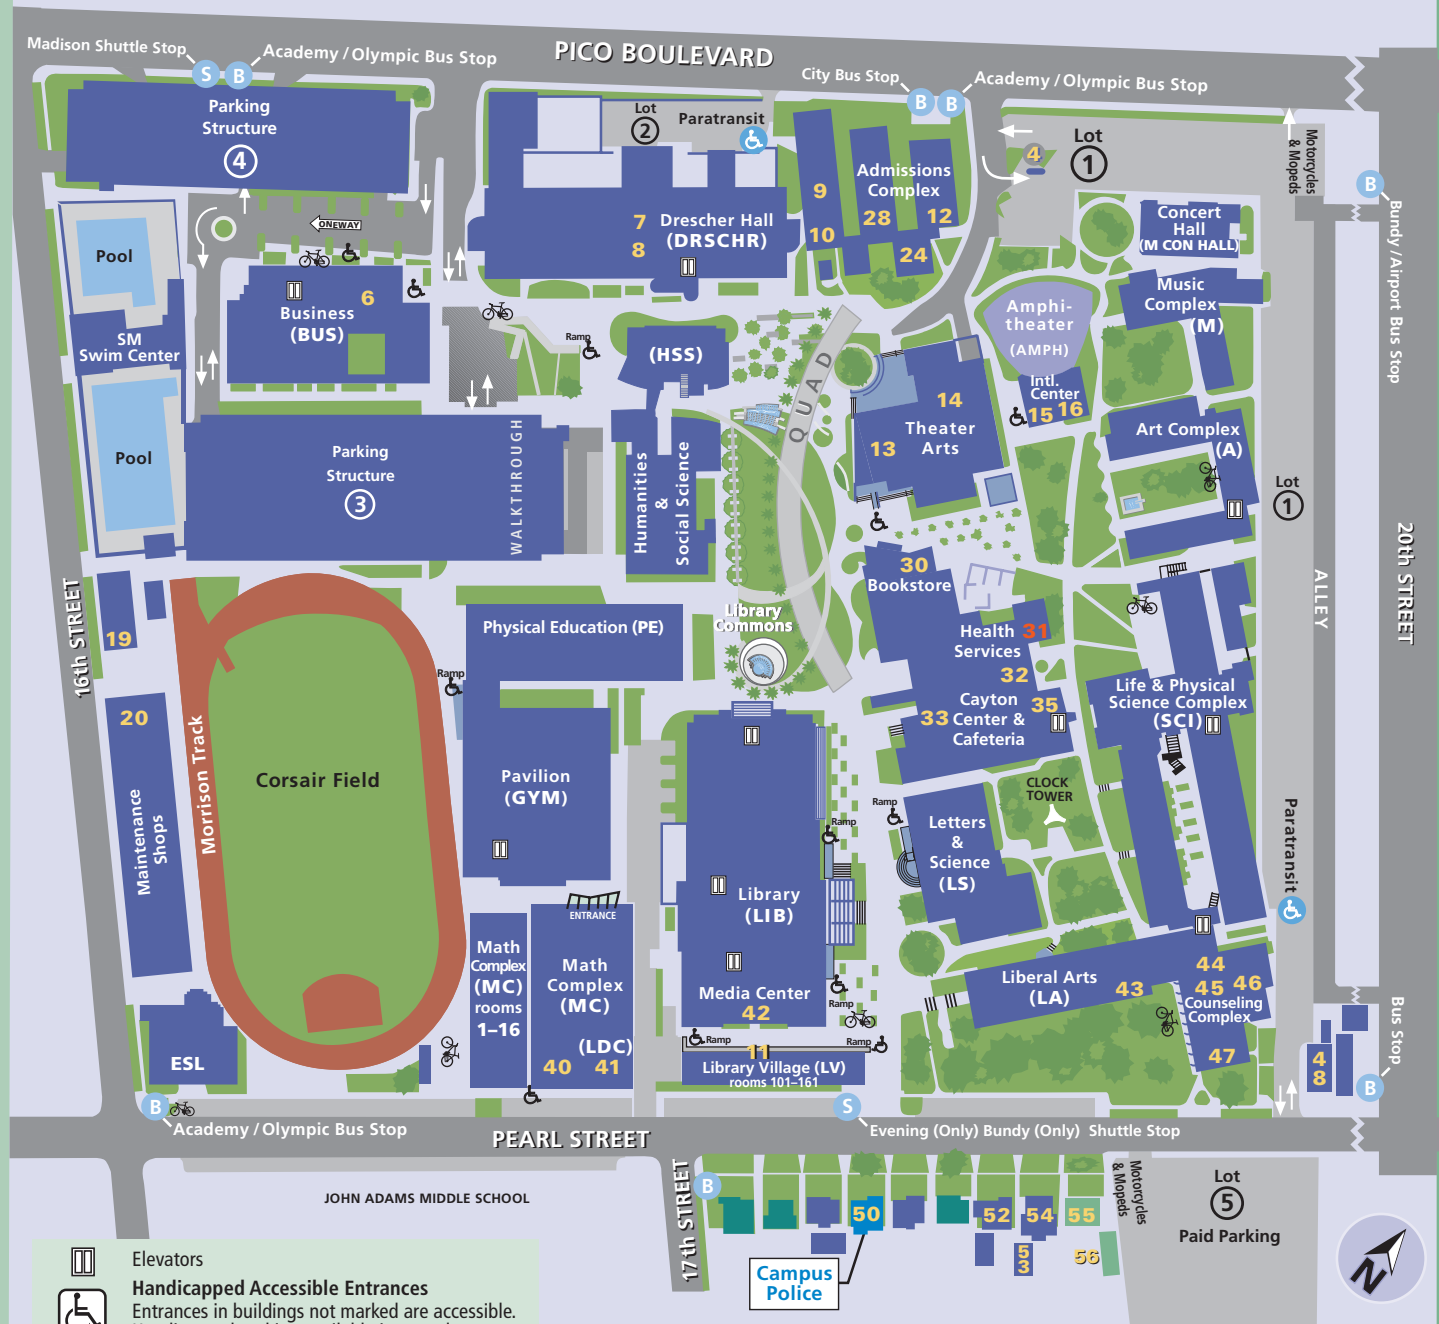 PICO BOULEVARD
Madison Shuttle Stop
S
B
Academy / Olympic Bus Stop
City Bus Stop
B
B
Academy / Olympic Bus Stop
Parking
Structure
4
Lot
2
Paratransit
Admissions
Complex
9
10
28
12
24
4
Lot
1
Motorcycles
& Mopeds
B
Bundy / Airport Bus Stop
ONEWAY
7
8
Drescher Hall
(DRSCHR)
Concert
Hall
(M CON HALL)
Music
Complex
(M)
Pool
SM
Swim Center
Pool
6
Business
(BUS)
Ramp
(HSS)
QUAD
Amphi-
theater
(AMPH)
Intl.
Center
15 16
14
13
Theater
Arts
Art Complex
(A)
Lot
1
Parking
Structure
3
WALKTHROUGH
Humanities
&
Social Science
20th STREET
ALLEY
16th STREET
19
20
Maintenance
Shops
Morrison Track
Corsair Field
Physical Education (PE)
Ramp
Library
Commons
30
Bookstore
Health
Services
31
32
Cayton
Center &
Cafeteria
33
35
Life & Physical
Science Complex
(SCI)
Pavilion
(GYM)
CLOCK
TOWER
Ramp
Ramp
Letters
&
Science
(LS)
Paratransit
Library
(LIB)
ENTRANCE
Math
Complex
(MC)
rooms
1–16
Math
Complex
(MC)
(LDC)
40
41
Media Center
42
Ramp
Liberal Arts
(LA)
43
44
45
46
Counseling
Complex
47
Bus Stop
B
4
8
ESL
Ramp
11
Ramp
Library Village (LV)
rooms 101–161
B
Academy / Olympic Bus Stop
S
Evening (Only) Bundy (Only) Shuttle Stop
PEARL STREET
17 th STREET
B
JOHN ADAMS MIDDLE SCHOOL
50
52
54
55
5
3
56
Motorcycles
& Mopeds
Lot
5
Paid Parking
Campus
Police
N
Elevators
Handicapped Accessible Entrances
Entrances in buildings not marked are accessible.